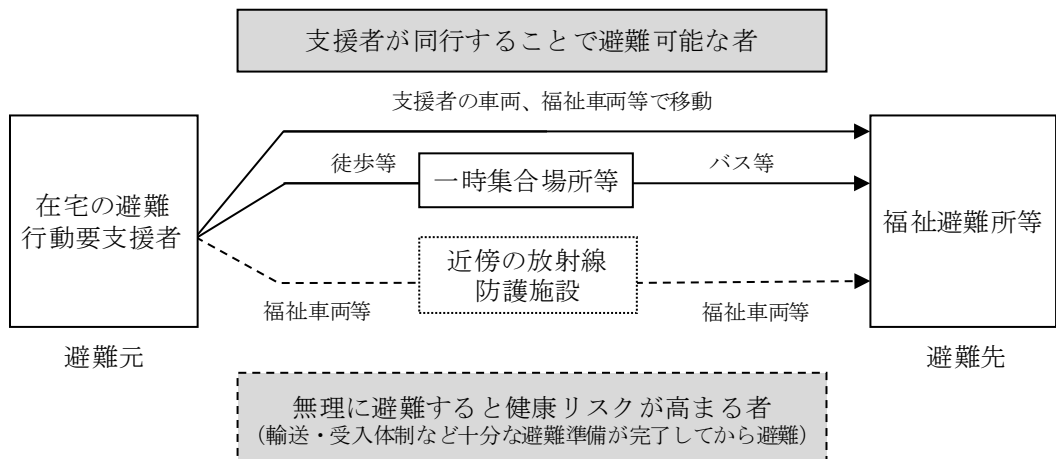 支援者が同行することで避難可能な者
支援者の車両、福祉車両等で移動
徒歩等
一時集合場所等
バス等
在宅の避難
行動要支援者
福祉避難所等
近傍の放射線
防護施設
福祉車両等
福祉車両等
避難元
避難先
無理に避難すると健康リスクが高まる者
（輸送・受入体制など十分な避難準備が完了してから避難）